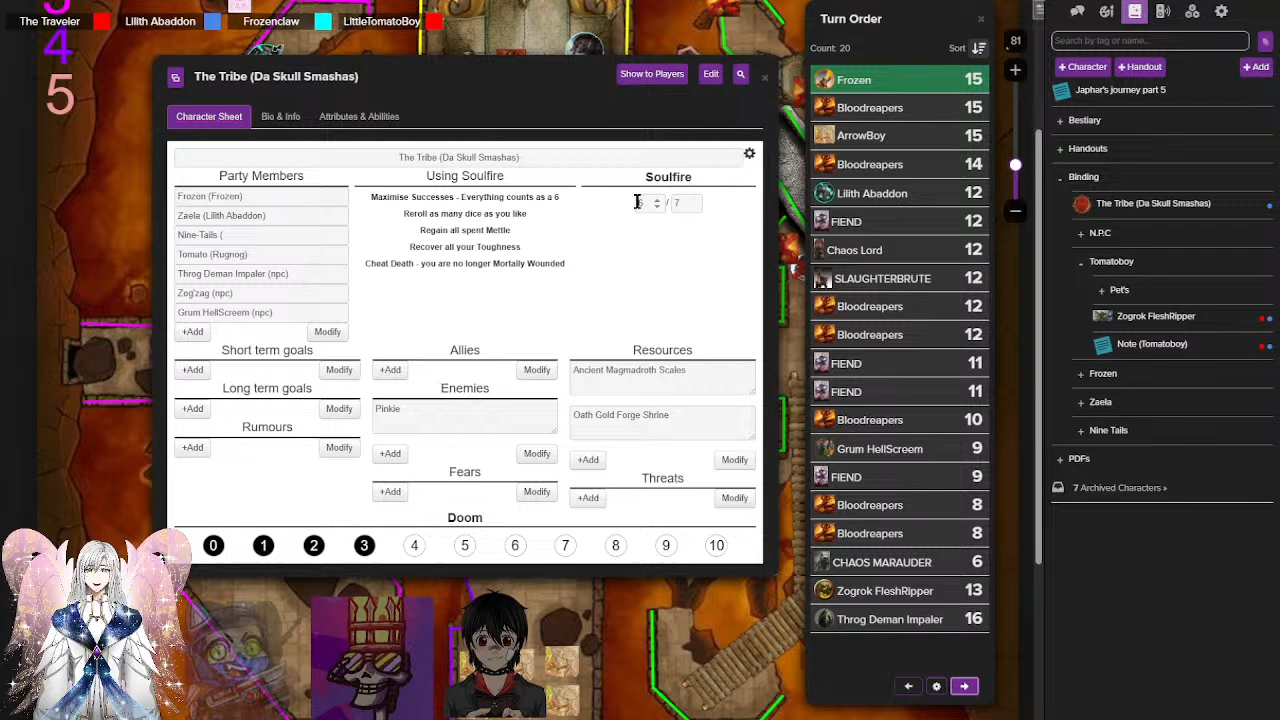 The Traveler
Lilith Abaddon
Frozenclaw
LIttleTomatoBoy
4
5
The Tribe (Da Skull Smashas)
Show to Players
Edit
Character Sheet
Bio & Info
Attributes & Abilities
The Tribe (Da Skull Smashas)
Party Members
Frozen (Frozen)
Zaela (Lilith Abaddon)
Nine-Tails (
Tomato (Rugnog)
Throg Deman Impaler (npc)
Zog'zag (npc)
Grum HellScreem (npc)
+Add
Modify
Using Soulfire
Maximise Successes - Everything counts as a 6
Reroll as many dice as you like
Regain all spent Mettle
Recover all your Toughness
Cheat Death - you are no longer Mortally Wounded
Soulfire
/ 7
Short term goals
+Add
Modify
Long term goals
+Add
Modify
Rumours
+Add
Modify
Allies
+Add
Modify
Enemies
Pinkie
+Add
Modify
Fears
+Add
Modify
Resources
Ancient Magmadroth Scales
Oath Gold Forge Shrine
+Add
Modify
Threats
+Add
Modify
Doom
0 1 2 3 4 5 6 7 8 9 10
Turn Order
Count: 20
Sort
Frozen 15
Bloodreapers 15
ArrowBoy 15
Bloodreapers 14
Lilith Abaddon 12
FIEND 12
Chaos Lord 12
SLAUGHTERBRUTE 12
Bloodreapers 12
Bloodreapers 12
FIEND 11
FIEND 11
Bloodreapers 10
Grum HellScreem 9
FIEND 9
Bloodreapers 8
Bloodreapers 8
CHAOS MARAUDER 6
Zogrok FleshRipper 13
Throg Deman Impaler 16
81
Search by tag or name...
+Character
+Handout
+Add
Japhar's journey part 5
Bestiary
Handouts
Binding
The Tribe (Da Skull Smashas)
N.P.C
Tomatoboy
Pet's
Zogrok FleshRipper
Note (Tomatoboy)
Frozen
Zaela
Nine Tails
PDFs
7 Archived Characters »